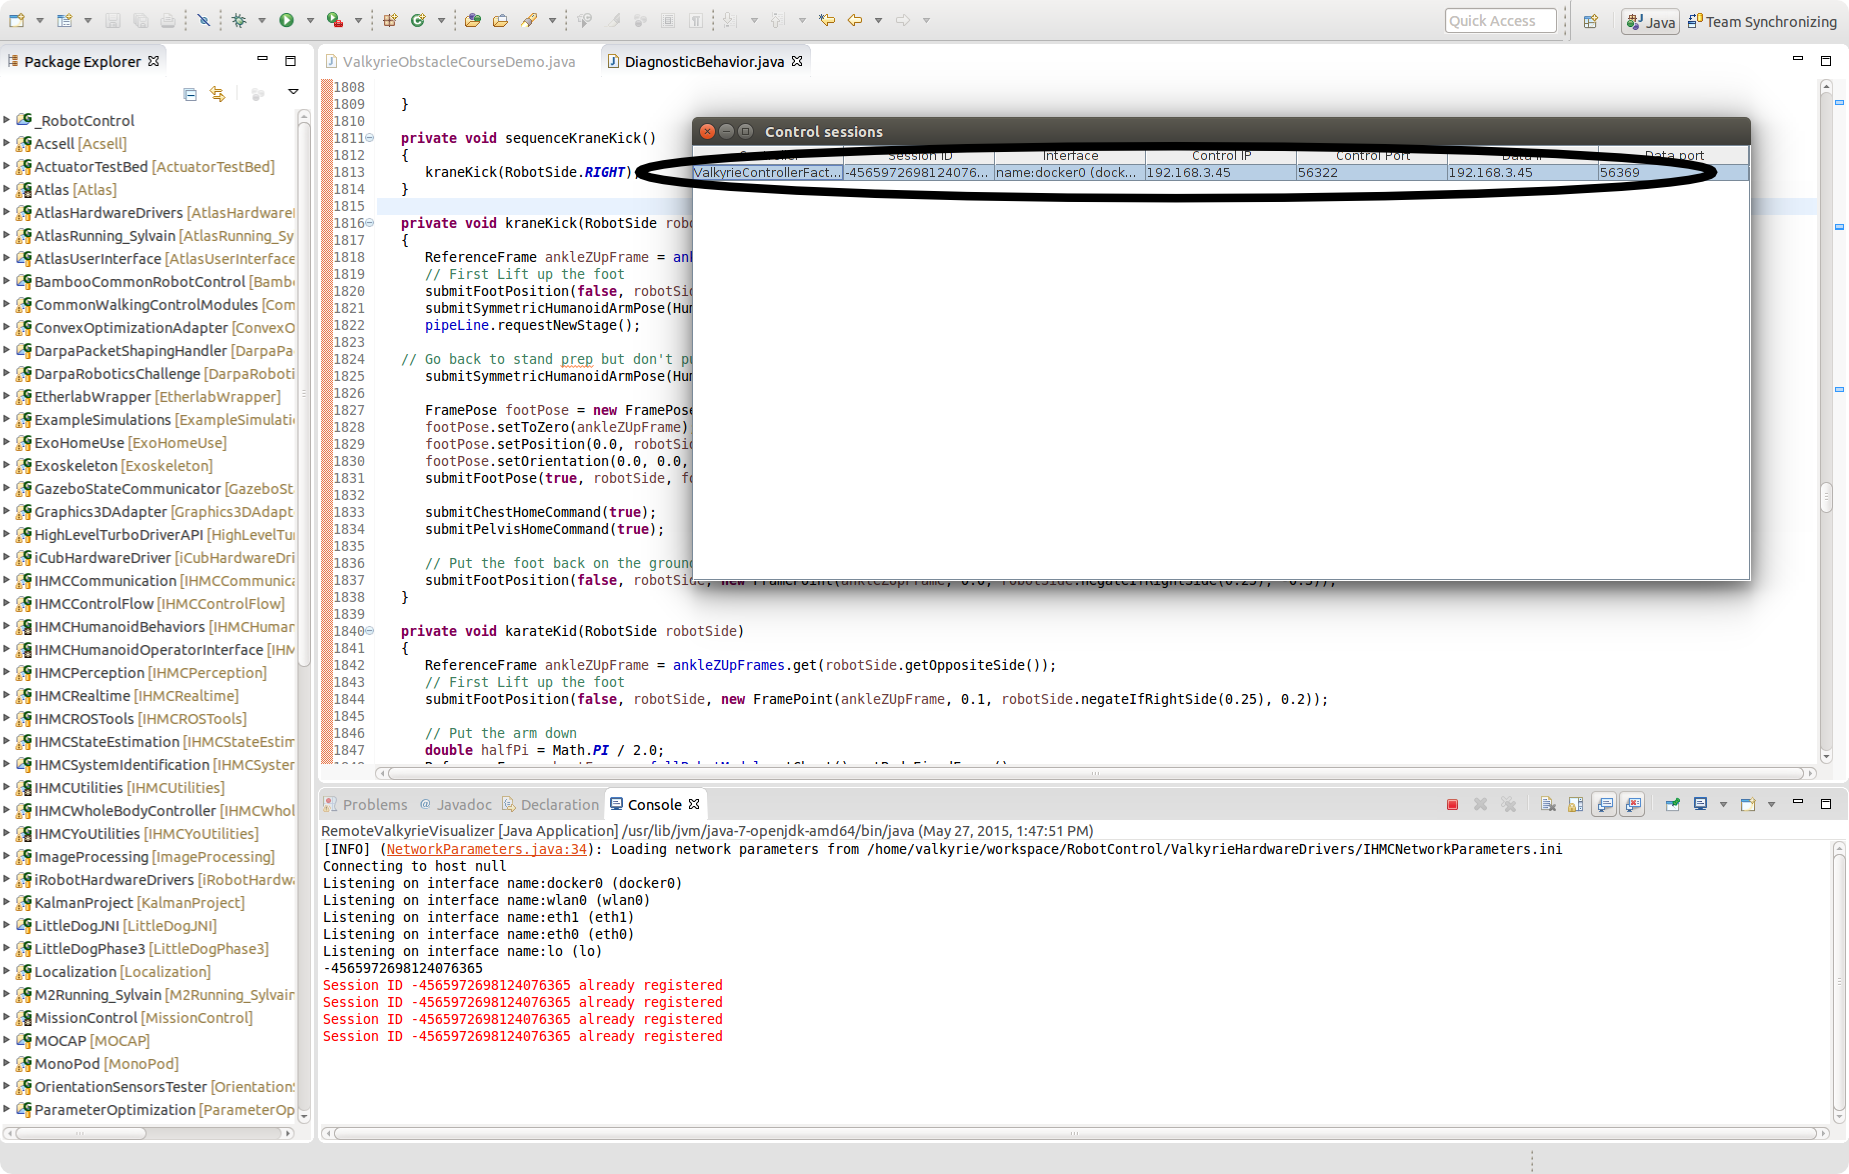 Quick Access
Java
Team Synchronizing
Package Explorer
_RobotControl
Acsell [Acsell]
ActuatorTestBed [ActuatorTestBed]
Atlas [Atlas]
AtlasHardwareDrivers [AtlasHardwarel
AtlasRunning_Sylvain [AtlasRunning_Sy
AtlasUserInterface [AtlasUserInterface
BambooCommonRobotControl [Bambo
CommonWalkingControlModules [Com
ConvexOptimizationAdapter [ConvexO
DarpaPacketShapingHandler [DarpaPa
DarpaRoboticsChallenge [DarpaRoboti
EtherlabWrapper [EtherlabWrapper]
ExampleSimulations [ExampleSimulati
ExoHomeUse [ExoHomeUse]
Exoskeleton [Exoskeleton]
GazeboStateCommunicator [GazeboSt
Graphics3DAdapter [Graphics3DAdapt
HighLevelTurboDriverAPI [HighLevelTu
iCubHardwareDriver [iCubHardwareDri
IHMCCommunication [IHMCCommunica
IHMCControlFlow [IHMCControlFlow]
IHMCHumanoidBehaviors [IHMCHuman
IHMCHumanoidOperatorInterface [IHM
IHMCPerception [IHMCPerception]
IHMCRealtime [IHMCRealtime]
IHMCROSTools [IHMCROSTools]
IHMCStateEstimation [IHMCStateEstim
IHMCSystemIdentification [IHMCSyster
IHMCUtilities [IHMCUtilities]
IHMCWholeBodyController [IHMCWhol
IHMCYoUtilities [IHMCYoUtilities]
ImageProcessing [ImageProcessing]
iRobotHardwareDrivers [iRobotHardwa
KalmanProject [KalmanProject]
LittleDogJNI [LittleDogJNI]
LittleDogPhase3 [LittleDogPhase3]
Localization [Localization]
M2Running_Sylvain [M2Running_Sylvain
MissionControl [MissionControl]
MOCAP [MOCAP]
MonoPod [MonoPod]
OrientationSensorsTester [OrientationS
ParameterOptimization [ParameterOp
ValkyrieObstacleCourseDemo.java
DiagnosticBehavior.java
1808
1809 }
1810
1811 private void sequenceKraneKick()
1812 {
1813 kraneKick(RobotSide.RIGHT);
1814 }
1815
1816 private void kraneKick(RobotSide robo
1817 {
1818 ReferenceFrame ankleZUpFrame = ank
1819 // First Lift up the foot
1820 submitFootPosition(false, robotSid
1821 submitSymmetricHumanoidArmPose(Hum
1822 pipeLine.requestNewStage();
1823
1824 // Go back to stand prep but don't pu
1825 submitSymmetricHumanoidArmPose(Hum
1826
1827 FramePose footPose = new FramePose
1828 footPose.setToZero(ankleZUpFrame)
1829 footPose.setPosition(0.0, robotSid
1830 footPose.setOrientation(0.0, 0.0,
1831 submitFootPose(true, robotSide, fo
1832
1833 submitChestHomeCommand(true);
1834 submitPelvisHomeCommand(true);
1835
1836 // Put the foot back on the ground
1837 submitFootPosition(false, robotSide, new FramePoint(ankleZUpFrame, 0.0, robotSide.negateIfRightSide(0.25), -0.3));
1838 }
1839
1840 private void karateKid(RobotSide robotSide)
1841 {
1842 ReferenceFrame ankleZUpFrame = ankleZUpFrames.get(robotSide.getOppositeSide());
1843 // First Lift up the foot
1844 submitFootPosition(false, robotSide, new FramePoint(ankleZUpFrame, 0.1, robotSide.negateIfRightSide(0.25), 0.2));
1845
1846 // Put the arm down
1847 double halfPi = Math.PI / 2.0;
Control sessions
Controller Session ID Interface Control IP Control Port Data IP Data port
ValkyrieControllerFact... -4565972698124076... name:docker0 (dock... 192.168.3.45 56322 192.168.3.45 56369
Problems
Javadoc
Declaration
Console
RemoteValkyrieVisualizer [Java Application] /usr/lib/jvm/java-7-openjdk-amd64/bin/java (May 27, 2015, 1:47:51 PM)
[INFO] (NetworkParameters.java:34): Loading network parameters from /home/valkyrie/workspace/RobotControl/ValkyrieHardwareDrivers/IHMCNetworkParameters.ini
Connecting to host null
Listening on interface name:docker0 (docker0)
Listening on interface name:wlan0 (wlan0)
Listening on interface name:eth1 (eth1)
Listening on interface name:eth0 (eth0)
Listening on interface name:lo (lo)
-4565972698124076365
Session ID -4565972698124076365 already registered
Session ID -4565972698124076365 already registered
Session ID -4565972698124076365 already registered
Session ID -4565972698124076365 already registered